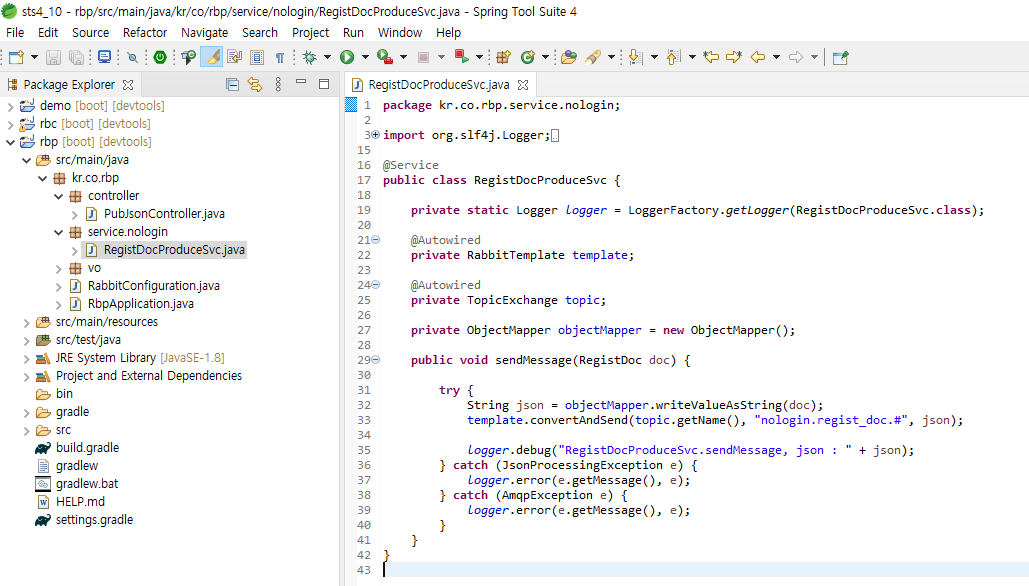 sts4_10 - rbp/src/main/java/kr/co/rbp/service/nologin/RegistDocProduceSvc.java - Spring Tool Suite 4
File Edit Source Refactor Navigate Search Project Run Window Help
Package Explorer
demo [boot] [devtools]
rbc [boot] [devtools]
rbp [boot] [devtools]
src/main/java
kr.co.rbp
controller
PubJsonController.java
service.nologin
RegistDocProduceSvc.java
vo
RabbitConfiguration.java
RbpApplication.java
src/main/resources
src/test/java
JRE System Library [JavaSE-1.8]
Project and External Dependencies
bin
gradle
src
build.gradle
gradlew
gradlew.bat
HELP.md
settings.gradle
RegistDocProduceSvc.java
1 package kr.co.rbp.service.nologin;
2
3 import org.slf4j.Logger;
15
16 @Service
17 public class RegistDocProduceSvc {
18
19 private static Logger logger = LoggerFactory.getLogger(RegistDocProduceSvc.class);
20
21 @Autowired
22 private RabbitTemplate template;
23
24 @Autowired
25 private TopicExchange topic;
26
27 private ObjectMapper objectMapper = new ObjectMapper();
28
29 public void sendMessage(RegistDoc doc) {
30
31 try {
32 String json = objectMapper.writeValueAsString(doc);
33 template.convertAndSend(topic.getName(), "nologin.regist_doc.#", json);
34
35 logger.debug("RegistDocProduceSvc.sendMessage, json : " + json);
36 } catch (JsonProcessingException e) {
37 logger.error(e.getMessage(), e);
38 } catch (AmqpException e) {
39 logger.error(e.getMessage(), e);
40 }
41 }
42 }
43